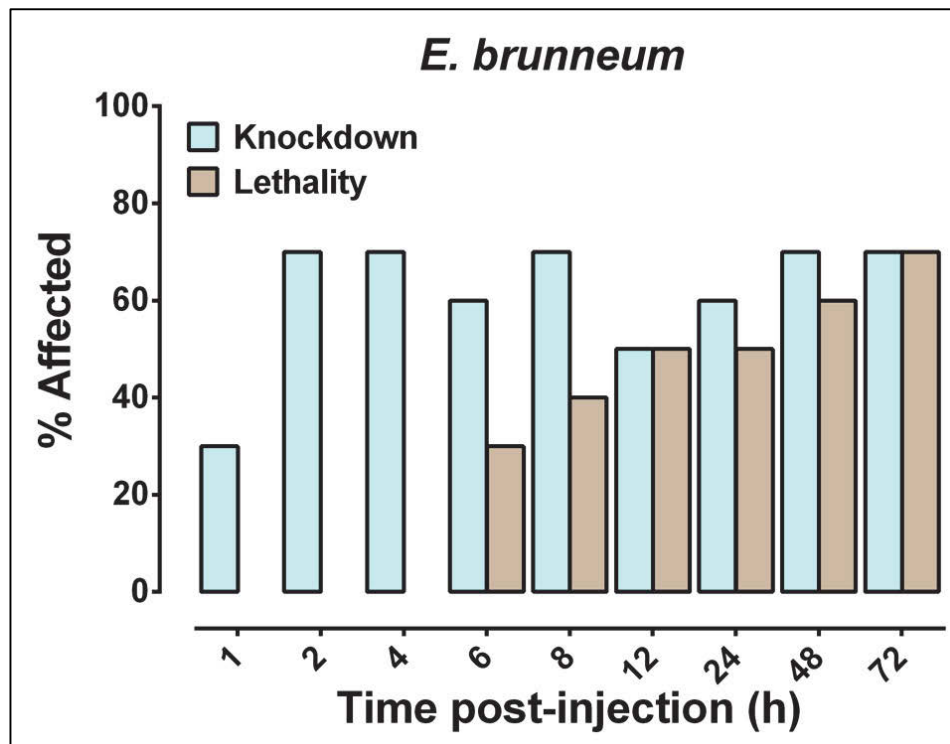 E. brunneum
Knockdown
Lethality
% Affected
100
80
60
40
20
0
1 2 4 6 8 12 24 48 72
Time post-injection (h)